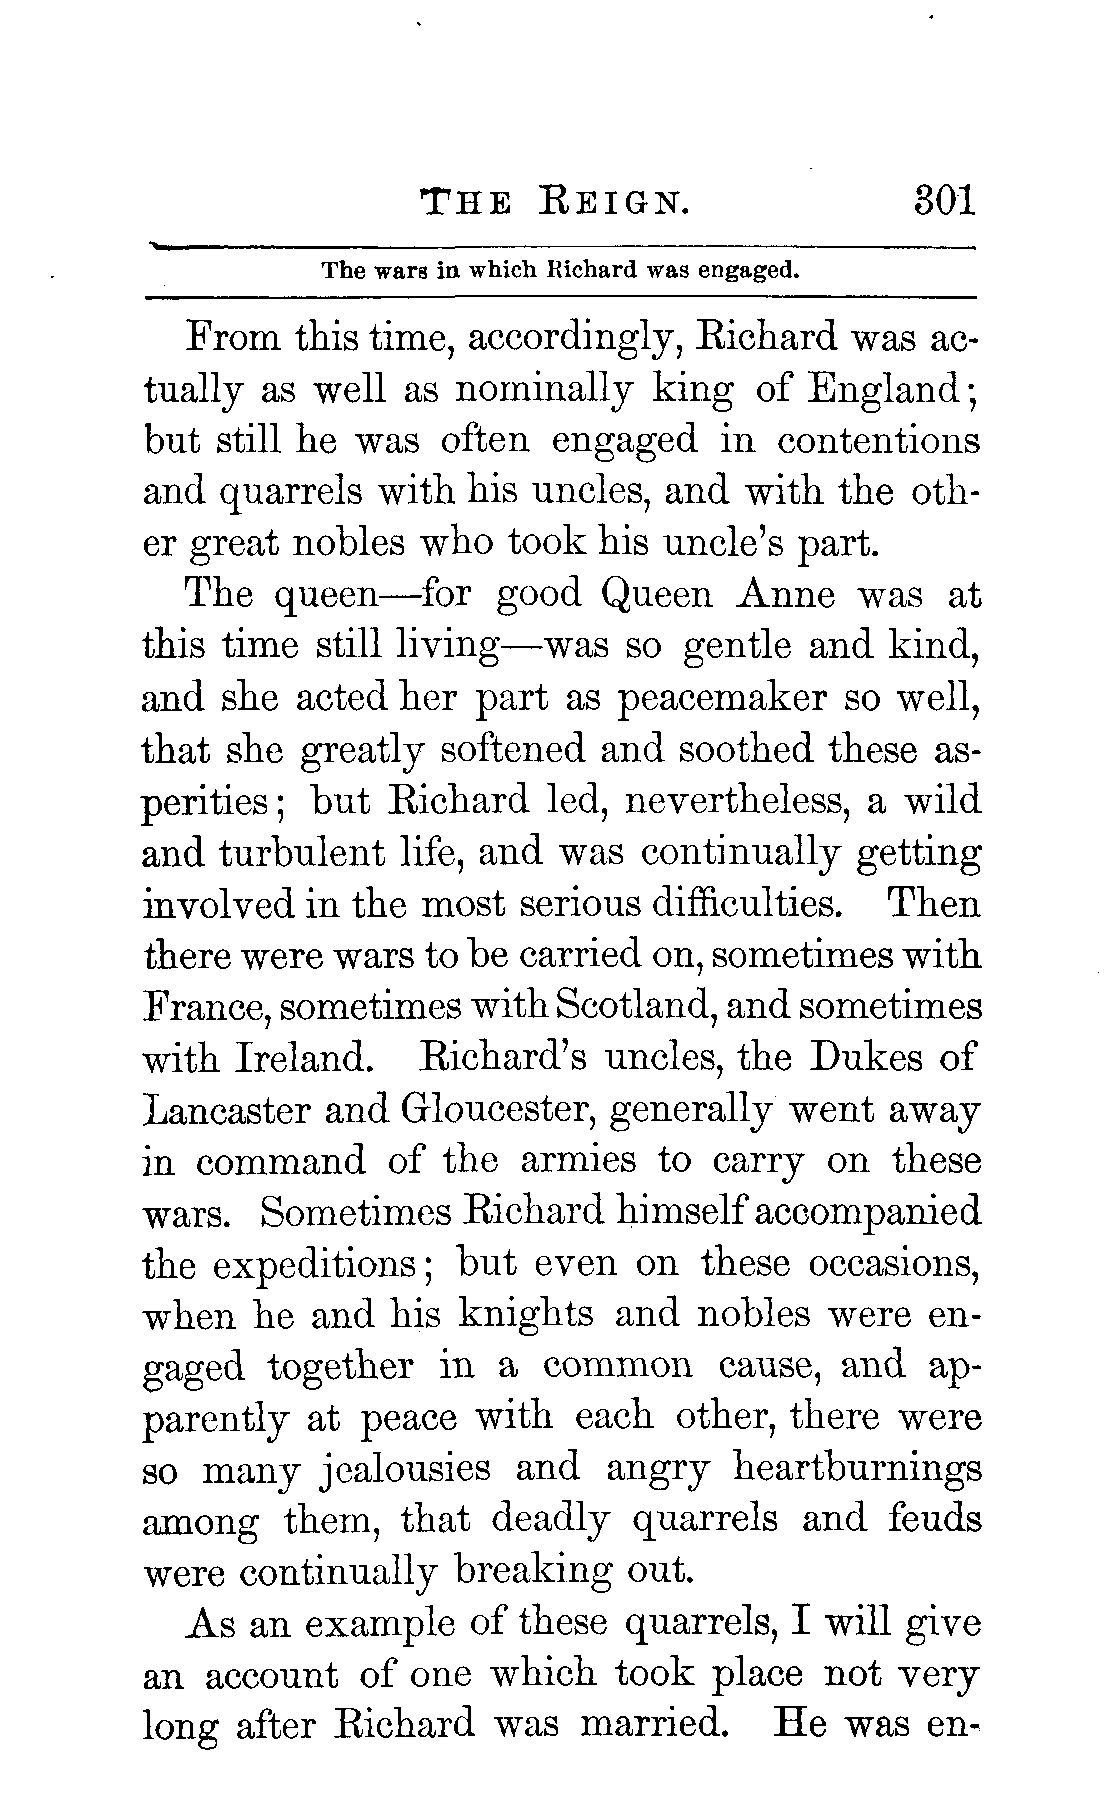 THE REIGN. 301
The wars in which Richard was engaged.
From this time, accordingly, Richard was ac-
tually as well as nominally king of England;
but still he was often engaged in contentions
and quarrels with his uncles, and with the oth-
er great nobles who took his uncle's part.
The queen—for good Queen Anne was at
this time still living—was so gentle and kind,
and she acted her part as peacemaker so well,
that she greatly softened and soothed these as-
perities; but Richard led, nevertheless, a wild
and turbulent life, and was continually getting
involved in the most serious difficulties. Then
there were wars to be carried on, sometimes with
France, sometimes with Scotland, and sometimes
with Ireland. Richard's uncles, the Dukes of
Lancaster and Gloucester, generally went away
in command of the armies to carry on these
wars. Sometimes Richard himself accompanied
the expeditions; but even on these occasions,
when he and his knights and nobles were en-
gaged together in a common cause, and ap-
parently at peace with each other, there were
so many jealousies and angry heartburnings
among them, that deadly quarrels and feuds
were continually breaking out.
As an example of these quarrels, I will give
an account of one which took place not very
long after Richard was married. He was en-